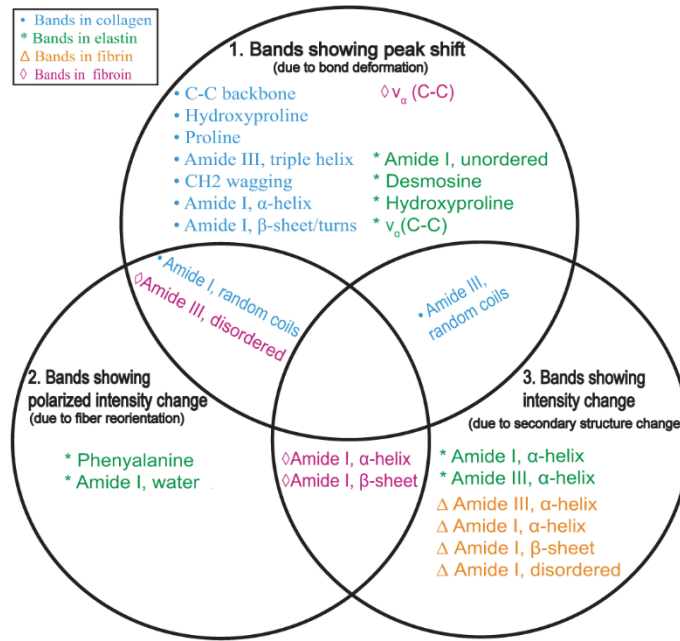 • Bands in collagen
* Bands in elastin
Δ Bands in fibrin
◊ Bands in fibroin
1. Bands showing peak shift
(due to bond deformation)
• C-C backbone
• Hydroxyproline
• Proline
• Amide III, triple helix
• CH2 wagging
• Amide I, α-helix
• Amide I, β-sheet/turns
◊ να (C-C)
* Amide I, unordered
* Desmosine
* Hydroxyproline
* να(C-C)
• Amide I, random coils
◊Amide III, disordered
• Amide III,
random coils
2. Bands showing
polarized intensity change
(due to fiber reorientation)
* Phenyalanine
* Amide I, water
◊Amide I, α-helix
◊Amide I, β-sheet
3. Bands showing
intensity change
(due to secondary structure change)
* Amide I, α-helix
* Amide III, α-helix
Δ Amide III, α-helix
Δ Amide I, α-helix
Δ Amide I, β-sheet
Δ Amide I, disordered